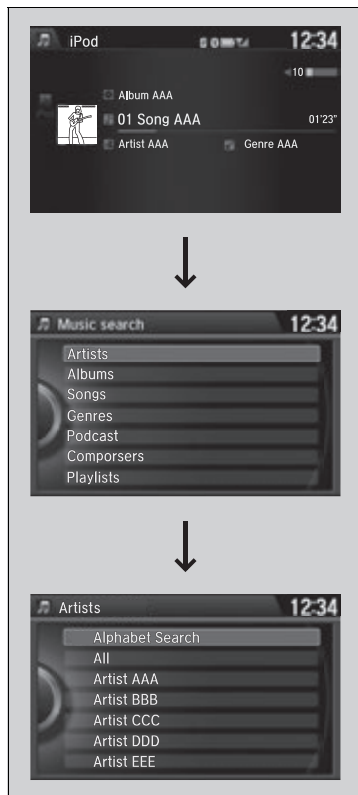 iPod 12:34
10
Album AAA
01 Song AAA 01'23"
Artist AAA Genre AAA
Music search 12:34
Artists
Albums
Songs
Genres
Podcast
Comporsers
Playlists
Artists 12:34
Alphabet Search
All
Artist AAA
Artist BBB
Artist CCC
Artist DDD
Artist EEE